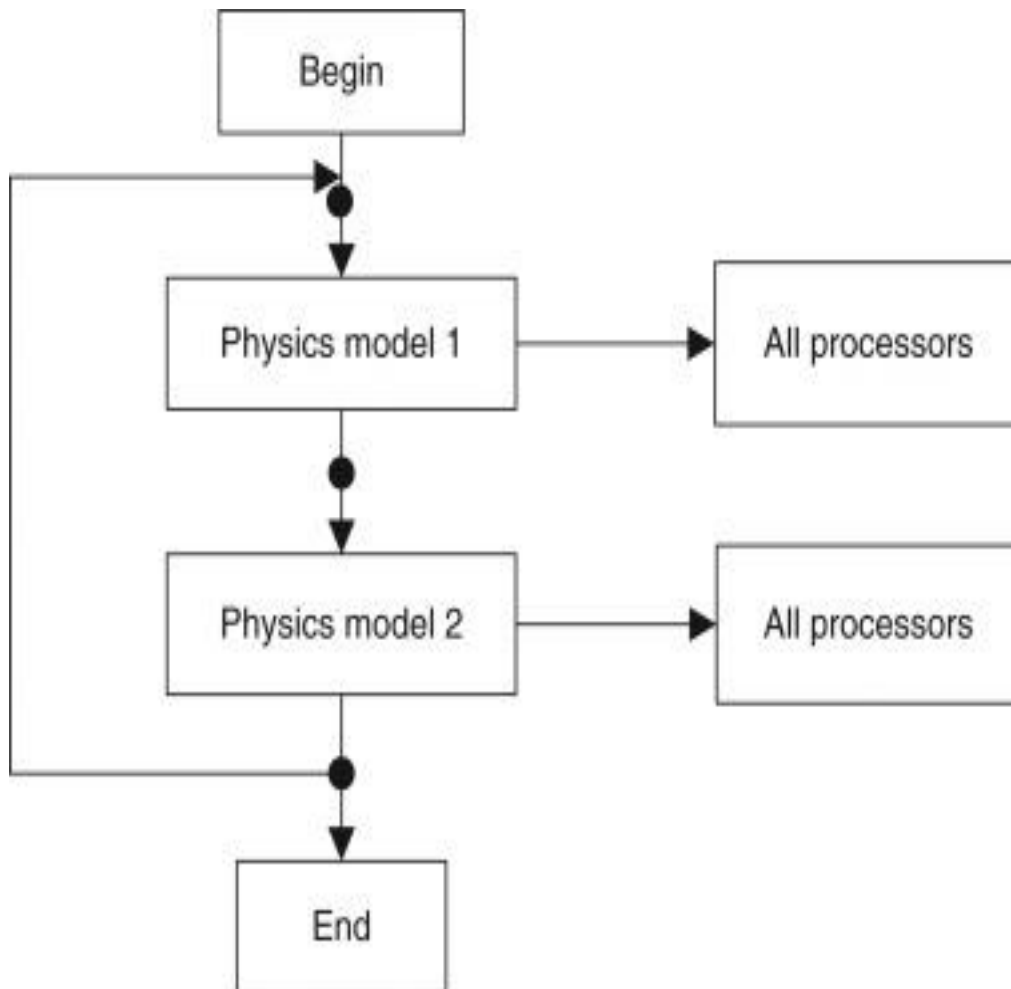 Begin
Physics model 1
All processors
Physics model 2
All processors
End